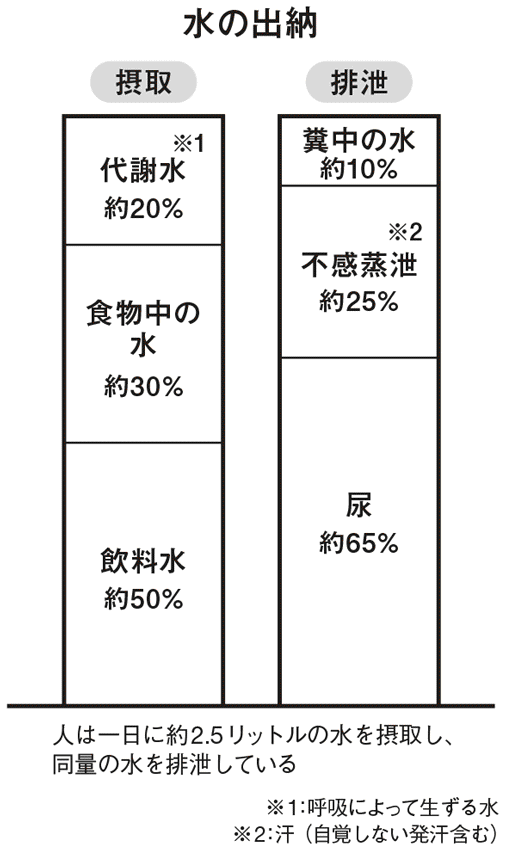 水の出納
摂取
※1
代謝水
約20%
食物中の
水
約30%
飲料水
約50%
排泄
糞中の水
約10%
※2
不感蒸泄
約25%
尿
約65%
人は一日に約2.5リットルの水を摂取し、
同量の水を排泄している
※1:呼吸によって生ずる水
※2:汗（自覚しない発汗含む）